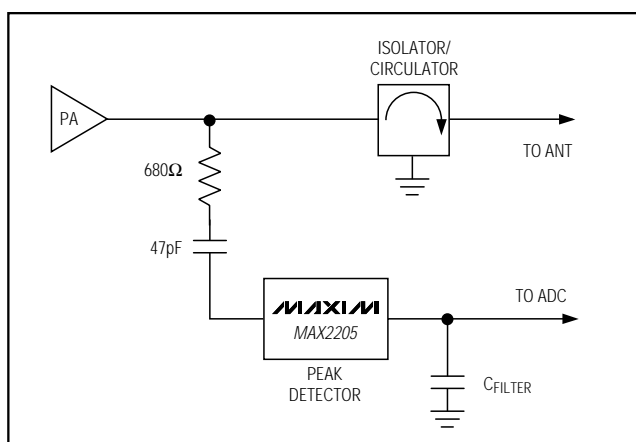 ISOLATOR/
CIRCULATOR
PA
TO ANT
680Ω
47pF
TO ADC
MAXIM
MAX2205
PEAK
DETECTOR
CFILTER